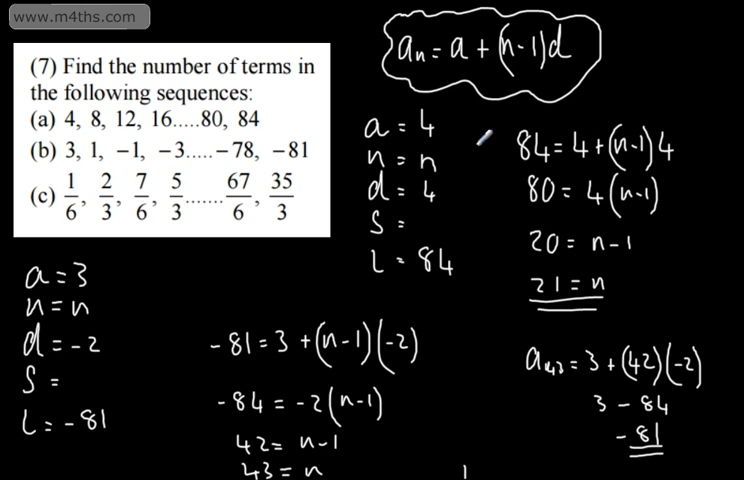 www.m4ths.com
(7) Find the number of terms in
the following sequences:
(a) 4, 8, 12, 16.....80, 84
(b) 3, 1, −1, −3.....−78, −81
(c) 1/6, 2/3, 7/6, 5/3.......67/6, 35/3
aₙ = a + (n-1)d
a = 4
n = n
d = 4
S =
L = 84
84 = 4 + (n-1)4
80 = 4(n-1)
20 = n-1
21 = n
a = 3
n = n
d = -2
S =
L = -81
-81 = 3 + (n-1)(-2)
-84 = -2(n-1)
42 = n-1
43 = n
a₄₃ = 3 + (42)(-2)
3 - 84
-81